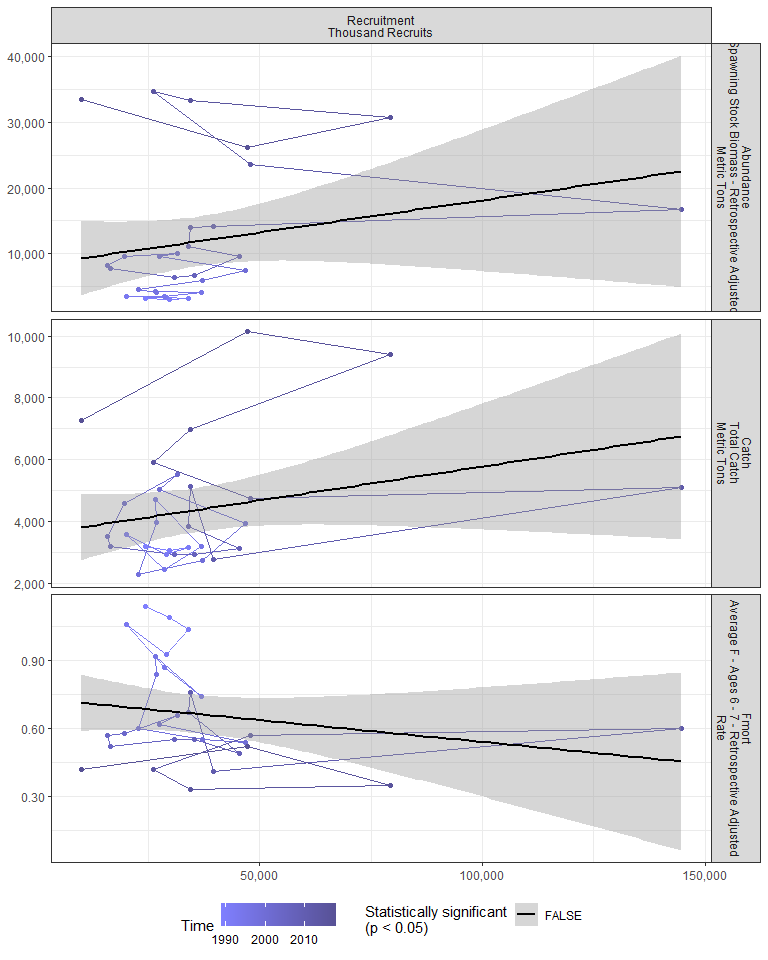 Recruitment
Thousand Recruits
40,000
30,000
20,000
10,000
Abundance
Spawning Stock Biomass - Retrospective Adjusted
Metric Tons
10,000
8,000
6,000
4,000
2,000
Catch
Total Catch
Metric Tons
0.90
0.60
0.30
Fmort
Average F - Ages 6 - 7 - Retrospective Adjusted
Rate
50,000
100,000
150,000
Time
1990 2000 2010
Statistically significant
(p < 0.05)
FALSE